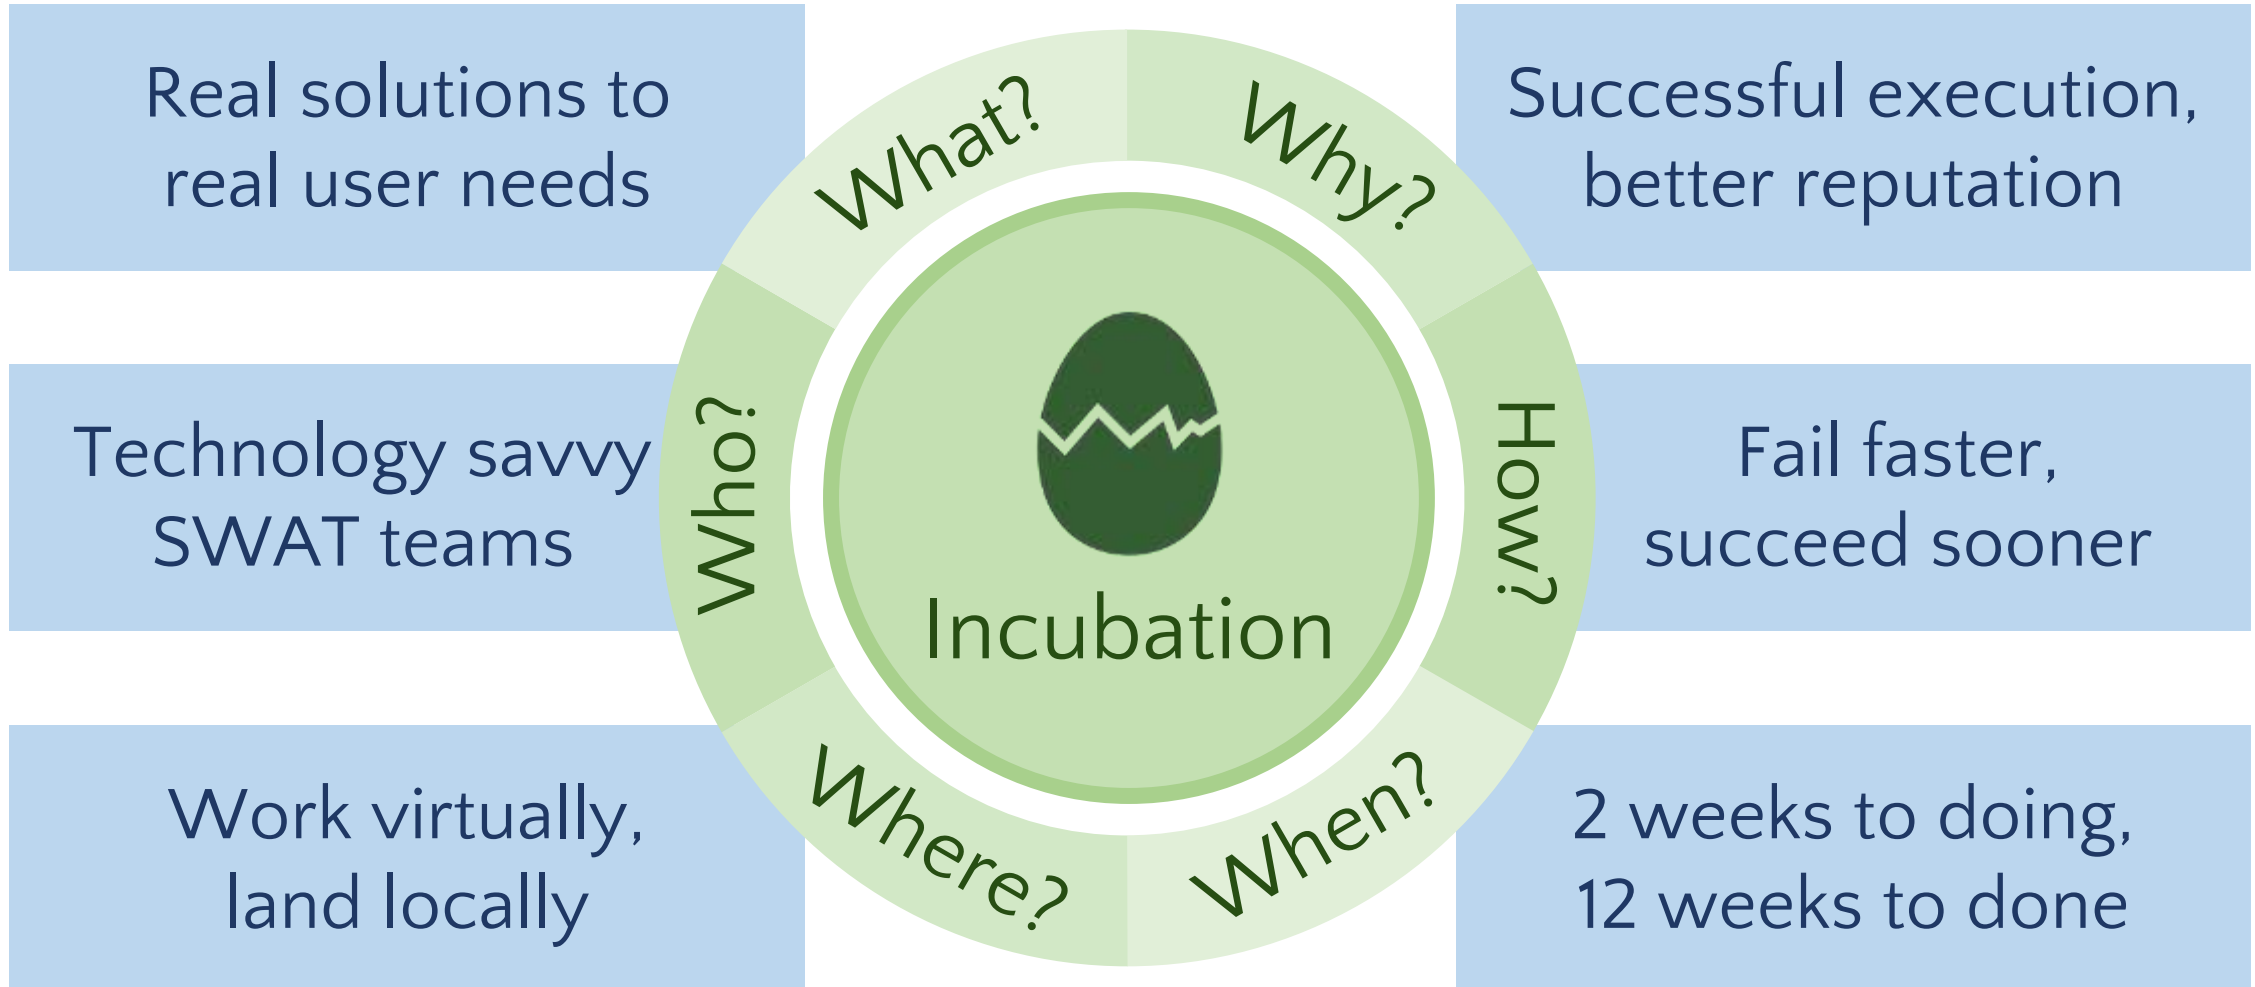 Real solutions to
real user needs
What?
Why?
Successful execution,
better reputation
Technology savvy
SWAT teams
Who?
Incubation
How?
Fail faster,
succeed sooner
Work virtually,
land locally
Where?
When?
2 weeks to doing,
12 weeks to done